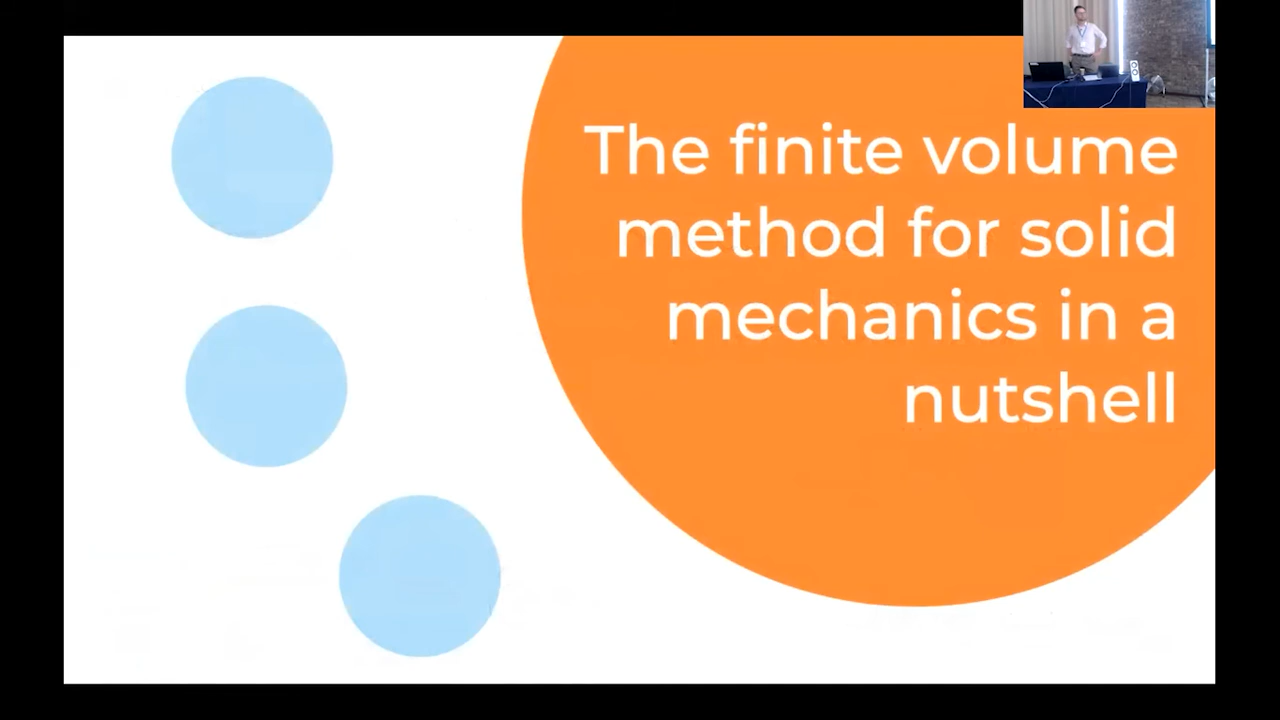 The finite volume
method for solid
mechanics in a
nutshell